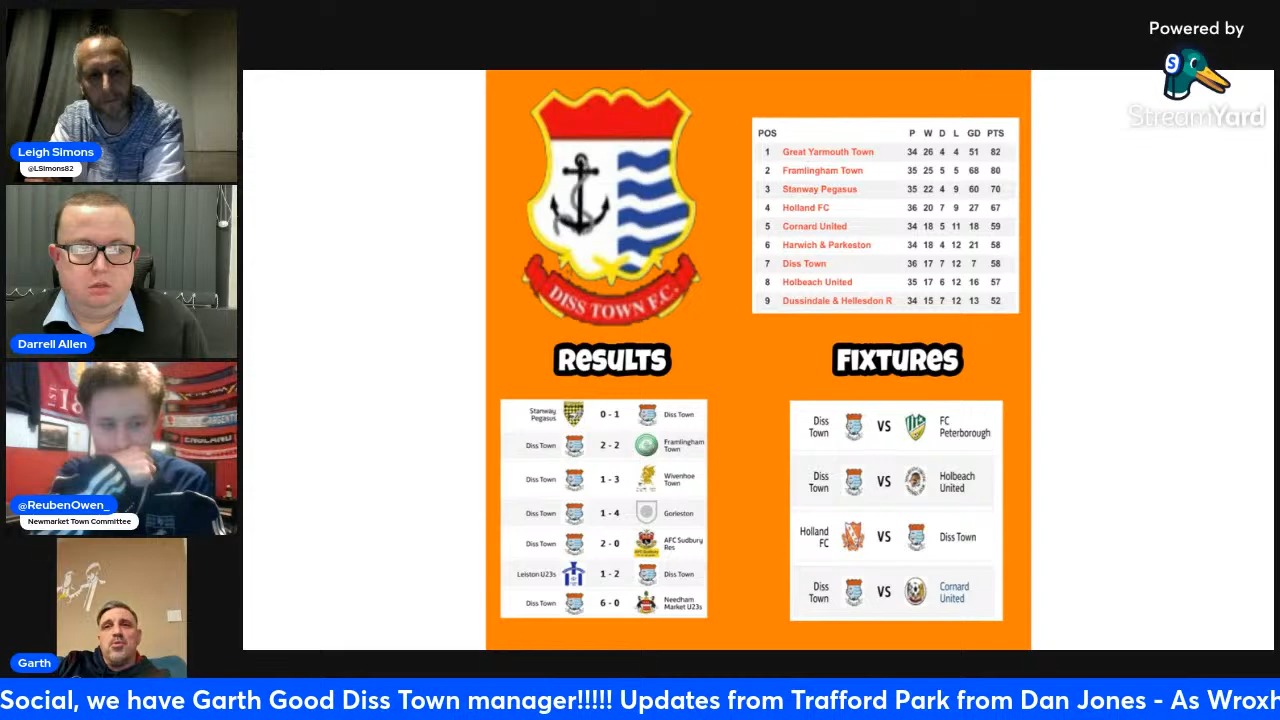 Powered by
StreamYard
Leigh Simons
@LSimons82
Darrell Allen
@ReubenOwen_
Newmarket Town Committee
ENGLAND
Garth
DISS TOWN F.C.
POS P W D L GD PTS
1 Great Yarmouth Town 34 26 4 4 51 82
2 Framlingham Town 35 25 5 5 68 80
3 Stanway Pegasus 35 22 4 9 60 70
4 Holland FC 36 20 7 9 27 67
5 Cornard United 34 18 5 11 18 59
6 Harwich & Parkeston 34 18 4 12 21 58
7 Diss Town 36 17 7 12 7 58
8 Holbeach United 35 17 6 12 16 57
9 Dussindale & Hellesdon R 34 15 7 12 13 52
RESULTS
Stanway
Pegasus 0 - 1 Diss Town
Diss Town 2 - 2 Framlingham
Town
Diss Town 1 - 3 Wivenhoe
Town
Diss Town 1 - 4 Gorleston
Diss Town 2 - 0 AFC Sudbury
Res
Leiston U23s 1 - 2 Diss Town
Diss Town 6 - 0 Needham
Market U23s
FIXTURES
Diss
Town VS FC
Peterborough
Diss
Town VS Holbeach
United
Holland
FC VS Diss Town
Diss
Town VS Cornard
United
Social, we have Garth Good Diss Town manager!!!!! Updates from Trafford Park from Dan Jones - As Wroxh